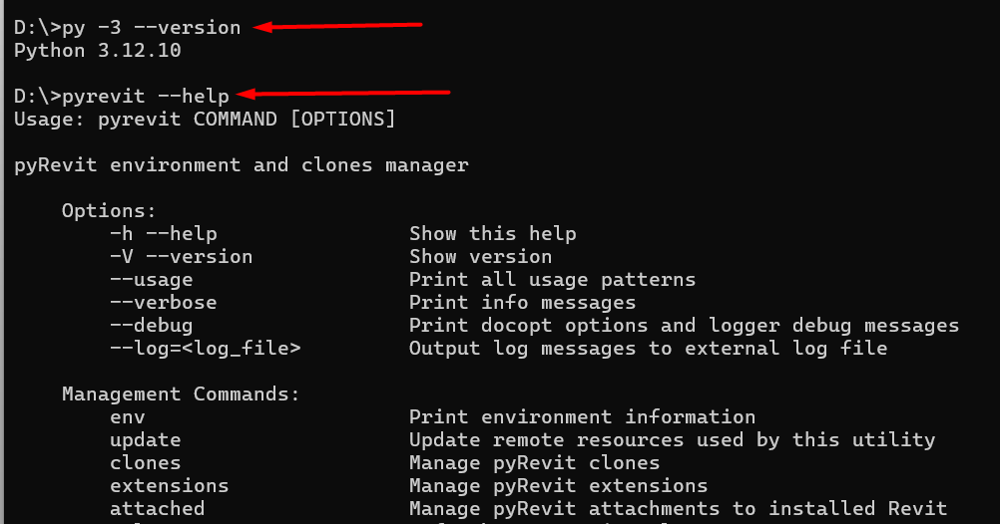 D:\>py -3 --version
Python 3.12.10
D:\>pyrevit --help
Usage: pyrevit COMMAND [OPTIONS]
pyRevit environment and clones manager
Options:
-h --help Show this help
-V --version Show version
--usage Print all usage patterns
--verbose Print info messages
--debug Print docopt options and logger debug messages
--log=<log_file> Output log messages to external log file
Management Commands:
env Print environment information
update Update remote resources used by this utility
clones Manage pyRevit clones
extensions Manage pyRevit extensions
attached Manage pyRevit attachments to installed Revit